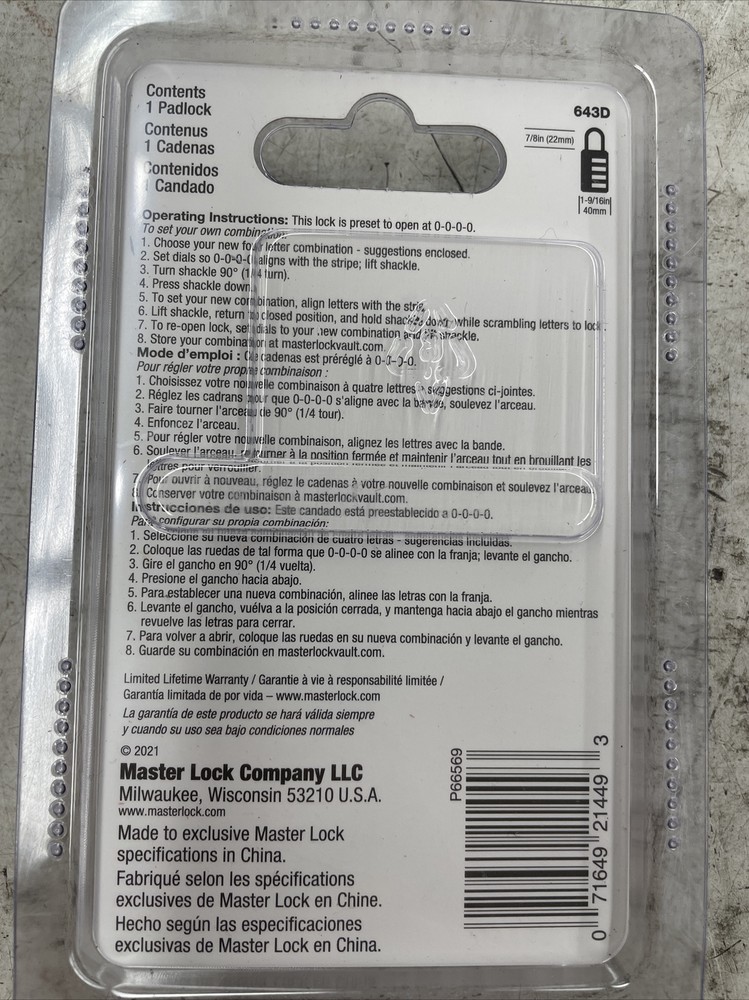 Contents
1 Padlock
Contenus
1 Cadenas
Contenidos
1 Candado
643D
7/8in (22mm)
1-9/16in
40mm
Operating Instructions: This lock is preset to open at 0-0-0-0.
To set your own combination:
1. Choose your new four letter combination - suggestions enclosed.
2. Set dials so 0-0-0-0 aligns with the stripe; lift shackle.
3. Turn shackle 90° (1/4 turn).
4. Press shackle down.
5. To set your new combination, align letters with the stripe.
6. Lift shackle, return to closed position, and hold shackle down while scrambling letters to lock.
7. To re-open lock, set dials to your new combination and lift shackle.
8. Store your combination at masterlockvault.com.
Mode d'emploi : Ce cadenas est préréglé à 0-0-0-0.
Pour régler votre propre combinaison :
1. Choisissez votre nouvelle combinaison à quatre lettres - suggestions ci-jointes.
2. Réglez les cadrans pour que 0-0-0-0 s'aligne avec la bande, soulevez l'arceau.
3. Faire tourner l'arceau de 90° (1/4 tour).
4. Enfoncez l'arceau.
5. Pour régler votre nouvelle combinaison, alignez les lettres avec la bande.
6. Soulever l'arceau, retourner à la position fermée et maintenir l'arceau tout en brouillant les
lettres pour verrouiller.
7. Pour ouvrir à nouveau, réglez le cadenas à votre nouvelle combinaison et soulevez l'arceau.
8. Conserver votre combinaison à masterlockvault.com.
Instrucciones de uso: Este candado está preestablecido a 0-0-0-0.
Para configurar su propia combinación:
1. Seleccione su nueva combinación de cuatro letras - sugerencias incluidas.
2. Coloque las ruedas de tal forma que 0-0-0-0 se alinee con la franja; levante el gancho.
3. Gire el gancho en 90° (1/4 vuelta).
4. Presione el gancho hacia abajo.
5. Para establecer una nueva combinación, alinee las letras con la franja.
6. Levante el gancho, vuélva a la posición cerrada, y mantenga hacia abajo el gancho mientras
revuelve las letras para cerrar.
7. Para volver a abrir, coloque las ruedas en su nueva combinación y levante el gancho.
8. Guarde su combinación en masterlockvault.com.
Limited Lifetime Warranty / Garantie à vie à responsabilité limitée /
Garantía limitada de por vida – www.masterlock.com
La garantía de este producto se hará válida siempre
y cuando su uso sea bajo condiciones normales
© 2021
Master Lock Company LLC
Milwaukee, Wisconsin 53210 U.S.A.
www.masterlock.com
Made to exclusive Master Lock
specifications in China.
Fabriqué selon les spécifications
exclusives de Master Lock en Chine.
Hecho según las especificaciones
exclusivas de Master Lock en China.
P66569
0 71649 21449 3